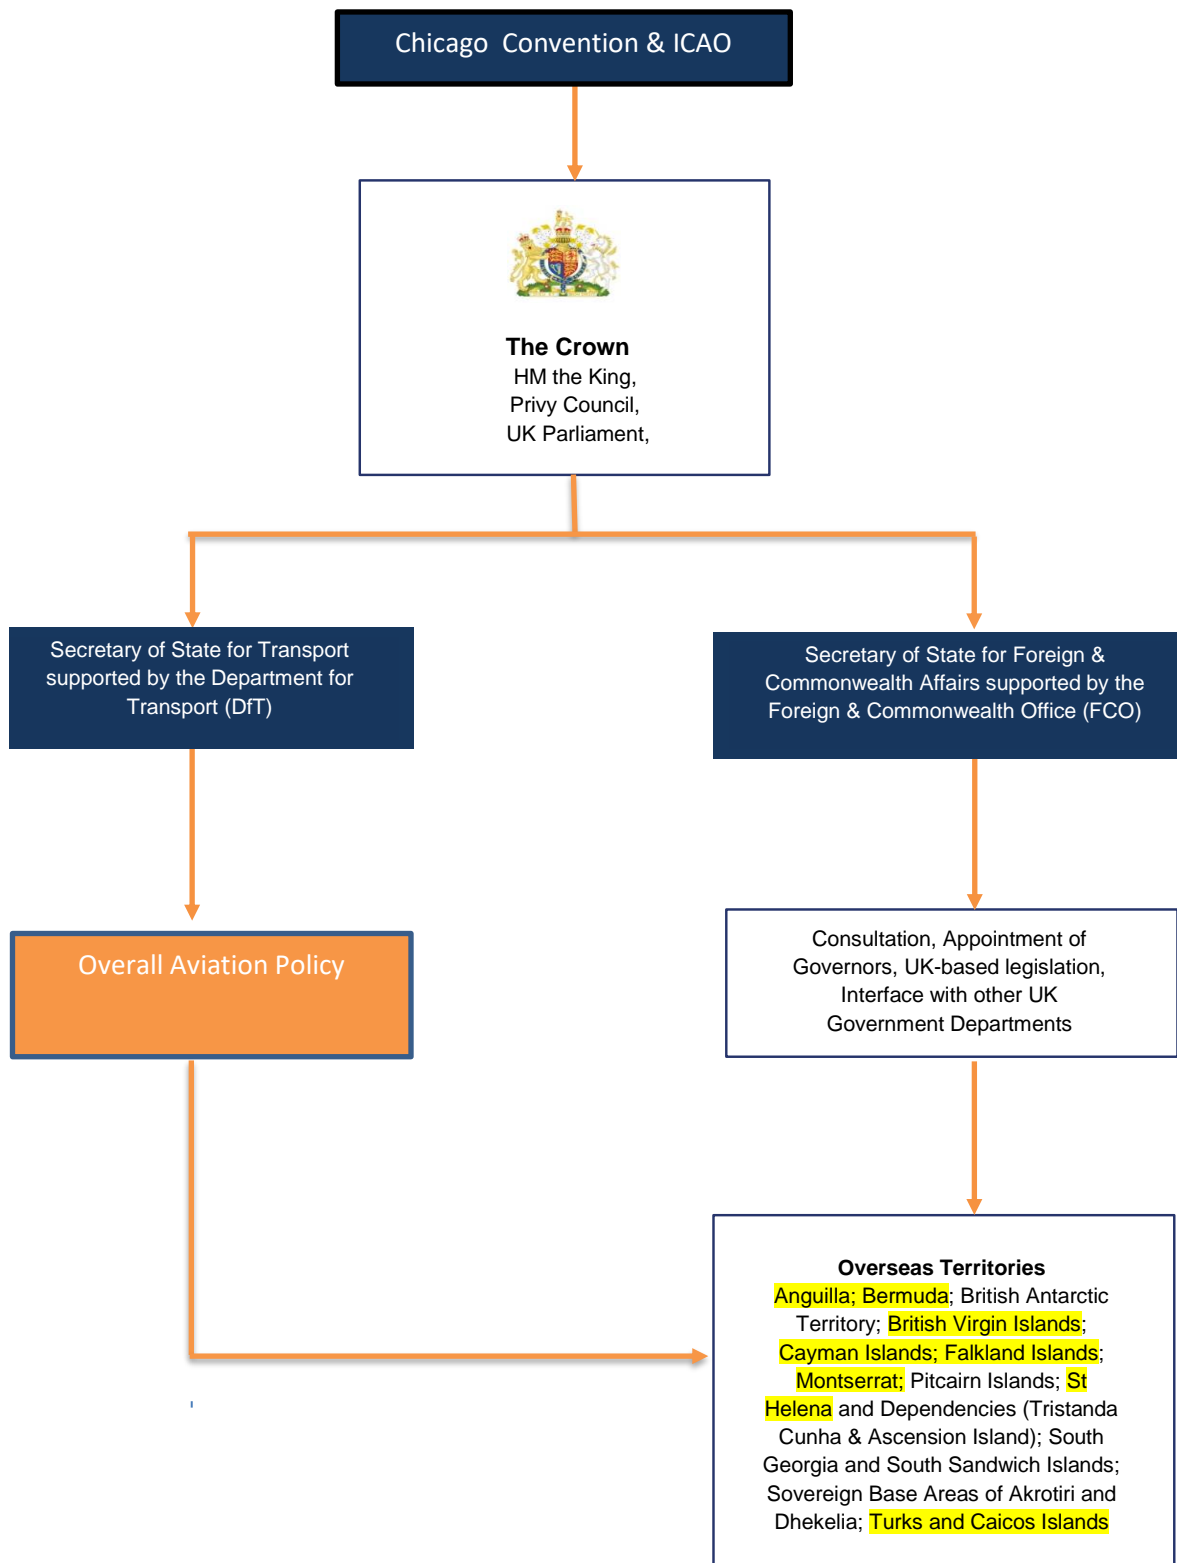 Chicago Convention & ICAO
The Crown
HM the King,
Privy Council,
UK Parliament,
Secretary of State for Transport
supported by the Department for
Transport (DfT)
Secretary of State for Foreign &
Commonwealth Affairs supported by the
Foreign & Commonwealth Office (FCO)
Overall Aviation Policy
Consultation, Appointment of
Governors, UK-based legislation,
Interface with other UK
Government Departments
Overseas Territories
Anguilla; Bermuda; British Antarctic
Territory; British Virgin Islands;
Cayman Islands; Falkland Islands;
Montserrat; Pitcairn Islands; St
Helena and Dependencies (Tristanda
Cunha & Ascension Island); South
Georgia and South Sandwich Islands;
Sovereign Base Areas of Akrotiri and
Dhekelia; Turks and Caicos Islands